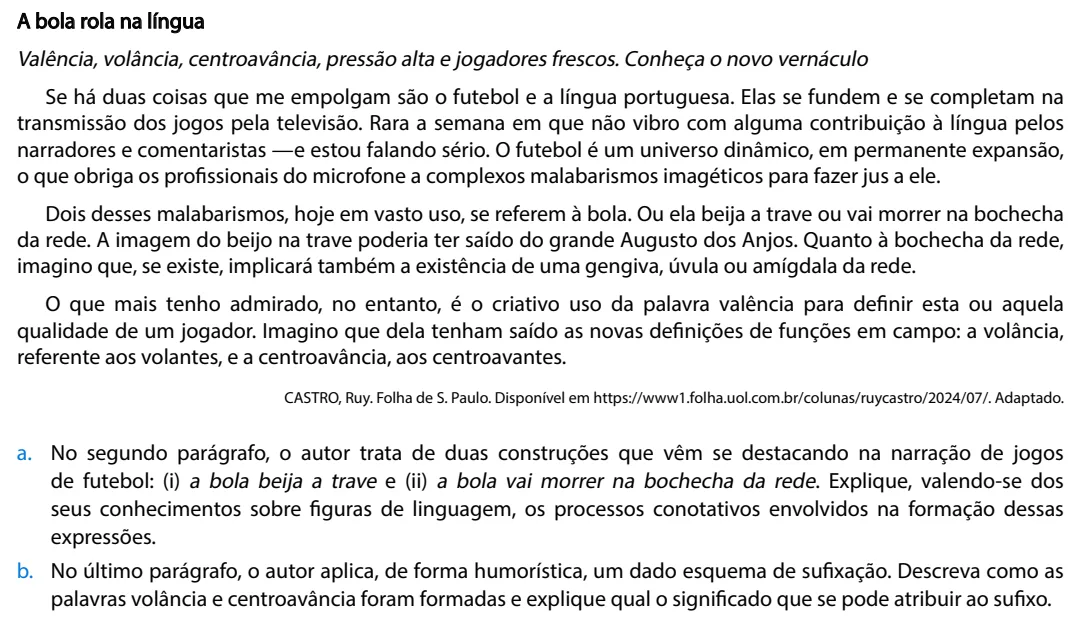 A bola rola na língua
Valência, volância, centroavância, pressão alta e jogadores frescos. Conheça o novo vernáculo
Se há duas coisas que me empolgam são o futebol e a língua portuguesa. Elas se fundem e se completam na
transmissão dos jogos pela televisão. Rara a semana em que não vibro com alguma contribuição à língua pelos
narradores e comentaristas —e estou falando sério. O futebol é um universo dinâmico, em permanente expansão,
o que obriga os profissionais do microfone a complexos malabarismos imagéticos para fazer jus a ele.
Dois desses malabarismos, hoje em vasto uso, se referem à bola. Ou ela beija a trave ou vai morrer na bochecha
da rede. A imagem do beijo na trave poderia ter saído do grande Augusto dos Anjos. Quanto à bochecha da rede,
imagino que, se existe, implicará também a existência de uma gengiva, úvula ou amígdala da rede.
O que mais tenho admirado, no entanto, é o criativo uso da palavra valência para definir esta ou aquela
qualidade de um jogador. Imagino que dela tenham saído as novas definições de funções em campo: a volância,
referente aos volantes, e a centroavância, aos centroavantes.
CASTRO, Ruy. Folha de S. Paulo. Disponível em https://www1.folha.uol.com.br/colunas/ruycastro/2024/07/. Adaptado.
a. No segundo parágrafo, o autor trata de duas construções que vêm se destacando na narração de jogos
de futebol: (i) a bola beija a trave e (ii) a bola vai morrer na bochecha da rede. Explique, valendo-se dos
seus conhecimentos sobre figuras de linguagem, os processos conotativos envolvidos na formação dessas
expressões.
b. No último parágrafo, o autor aplica, de forma humorística, um dado esquema de sufixação. Descreva como as
palavras volância e centroavância foram formadas e explique qual o significado que se pode atribuir ao sufixo.